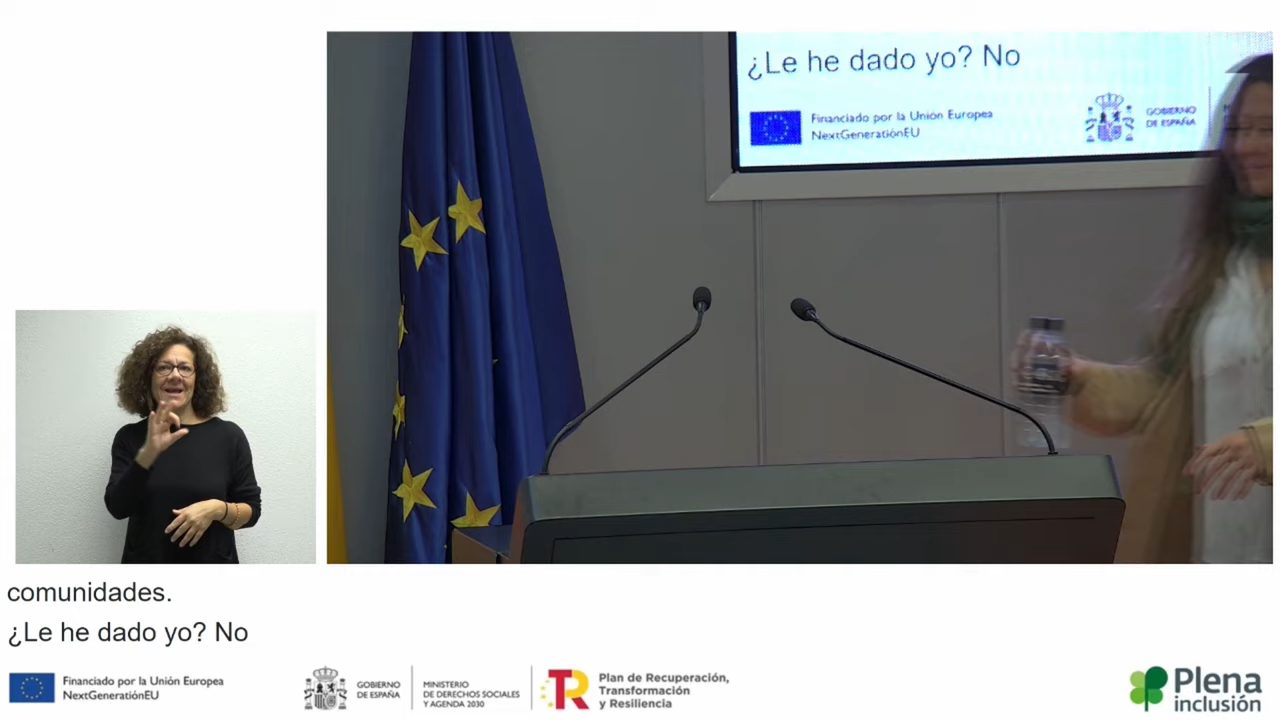 ¿Le he dado yo? No
Financiado por la Unión Europea
NextGenerationEU
GOBIERNO
DE ESPAÑA
comunidades.
¿Le he dado yo? No
Financiado por la Unión Europea
NextGenerationEU
GOBIERNO
DE ESPAÑA
MINISTERIO
DE DERECHOS SOCIALES
Y AGENDA 2030
Plan de Recuperación,
Transformación
y Resiliencia
Plena
inclusión